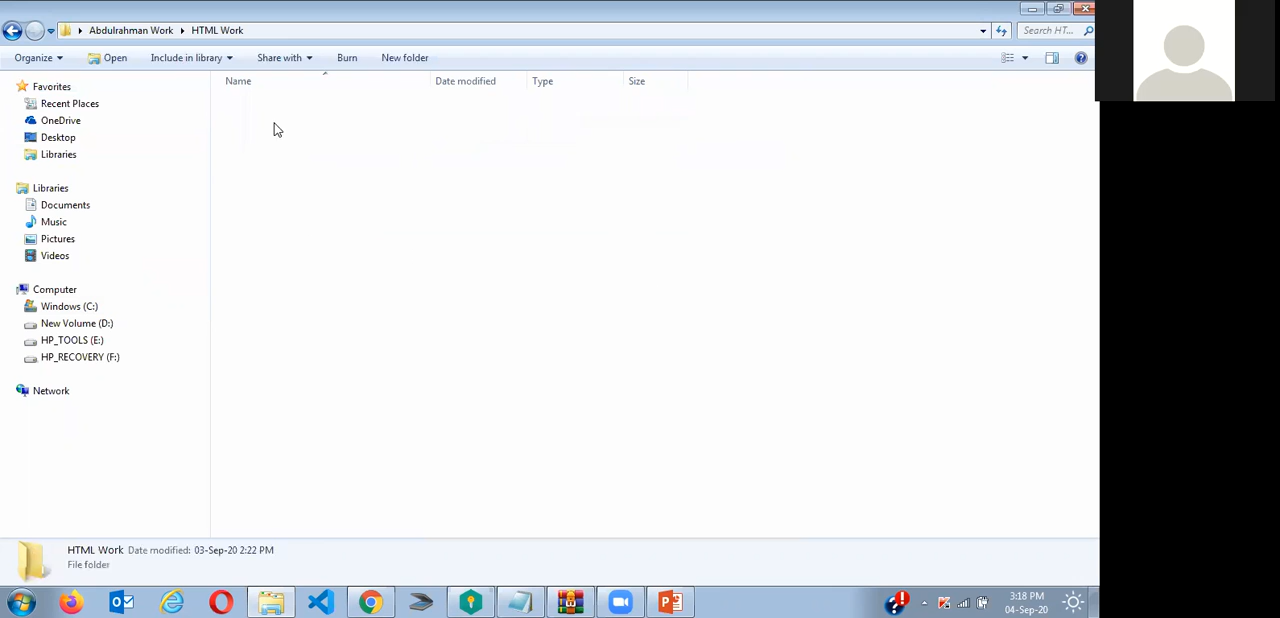 Abdulrahman Work HTML Work Search HT...
Organize Open Include in library Share with Burn New folder
Name Date modified Type Size
Favorites
Recent Places
OneDrive
Desktop
Libraries
Libraries
Documents
Music
Pictures
Videos
Computer
Windows (C:)
New Volume (D:)
HP_TOOLS (E:)
HP_RECOVERY (F:)
Network
HTML Work Date modified: 03-Sep-20 2:22 PM
File folder
3:18 PM
04-Sep-20